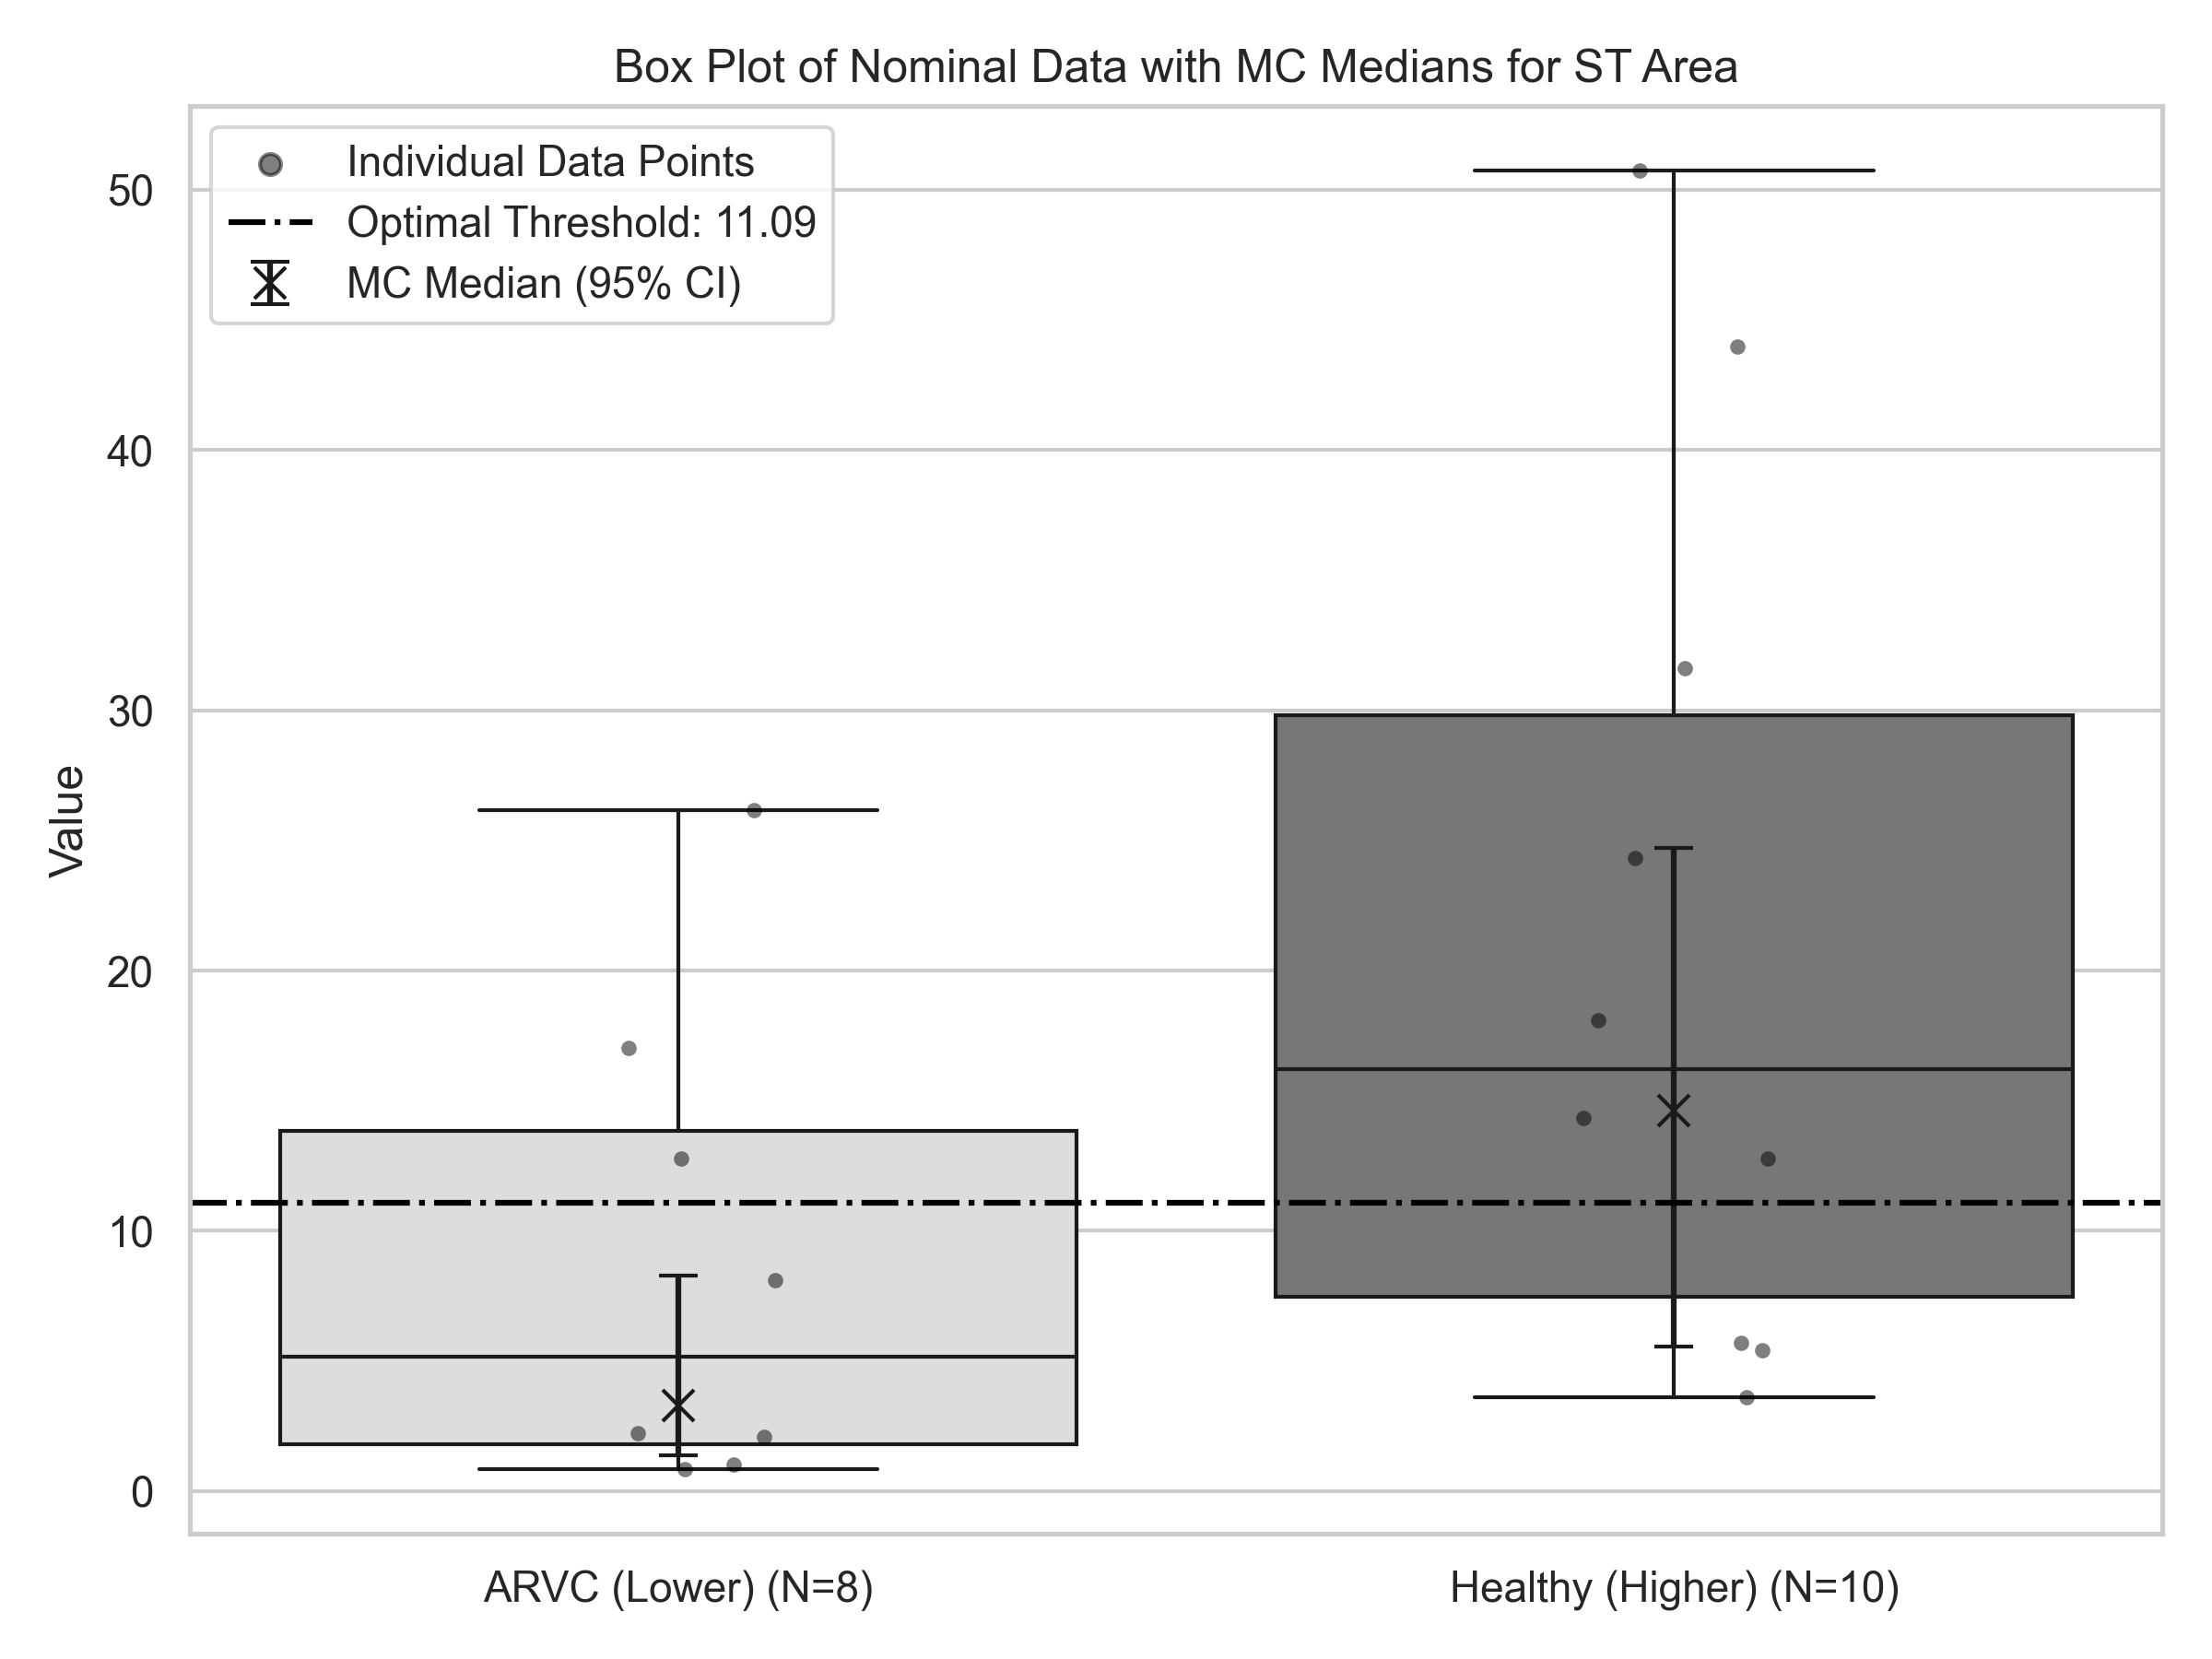 Box Plot of Nominal Data with MC Medians for ST Area
Individual Data Points
Optimal Threshold: 11.09
MC Median (95% CI)
Value
50
40
30
20
10
0
ARVC (Lower) (N=8)
Healthy (Higher) (N=10)